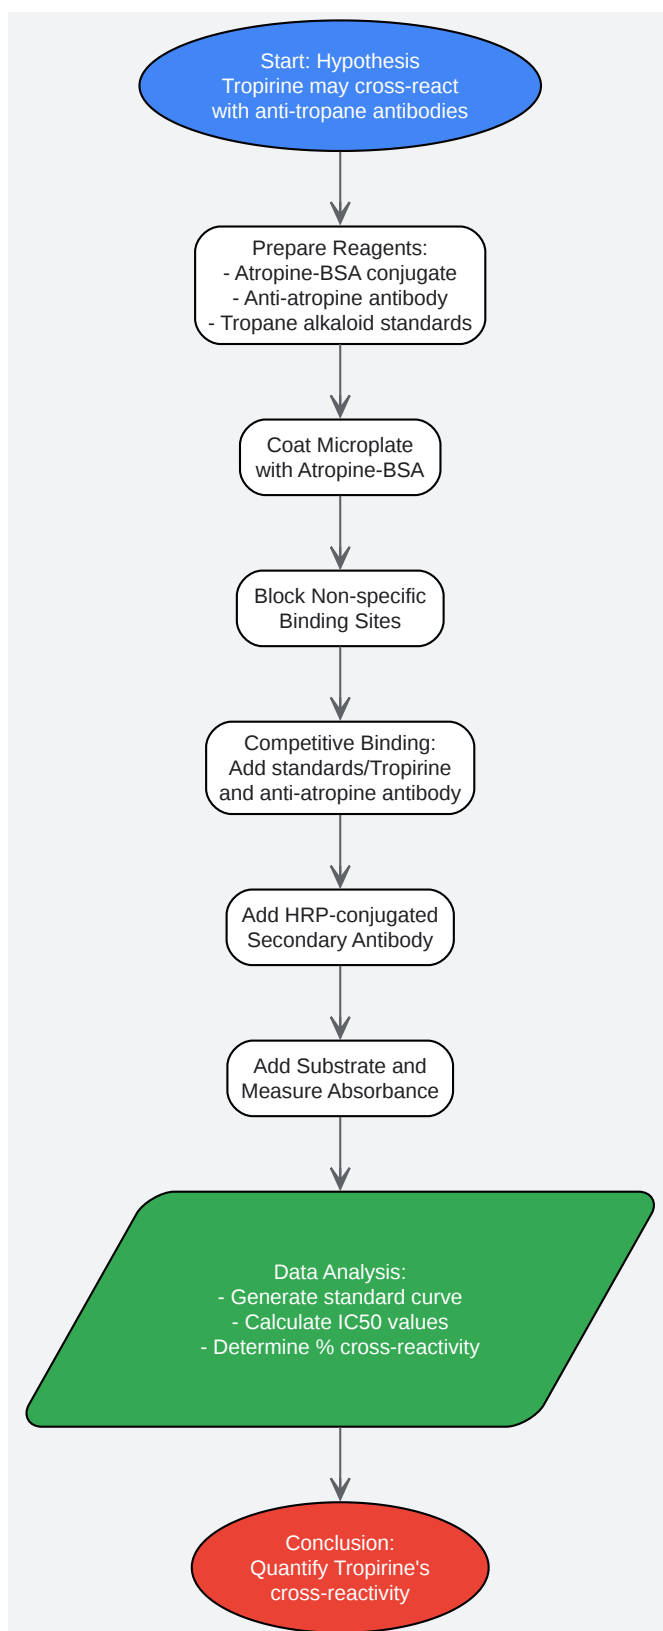 Start: Hypothesis
Tropirine may cross-react
with anti-tropane antibodies
Prepare Reagents:
- Atropine-BSA conjugate
- Anti-atropine antibody
- Tropane alkaloid standards
Coat Microplate
with Atropine-BSA
Block Non-specific
Binding Sites
Competitive Binding:
Add standards/Tropirine
and anti-atropine antibody
Add HRP-conjugated
Secondary Antibody
Add Substrate and
Measure Absorbance
Data Analysis:
- Generate standard curve
- Calculate IC50 values
- Determine % cross-reactivity
Conclusion:
Quantify Tropirine's
cross-reactivity